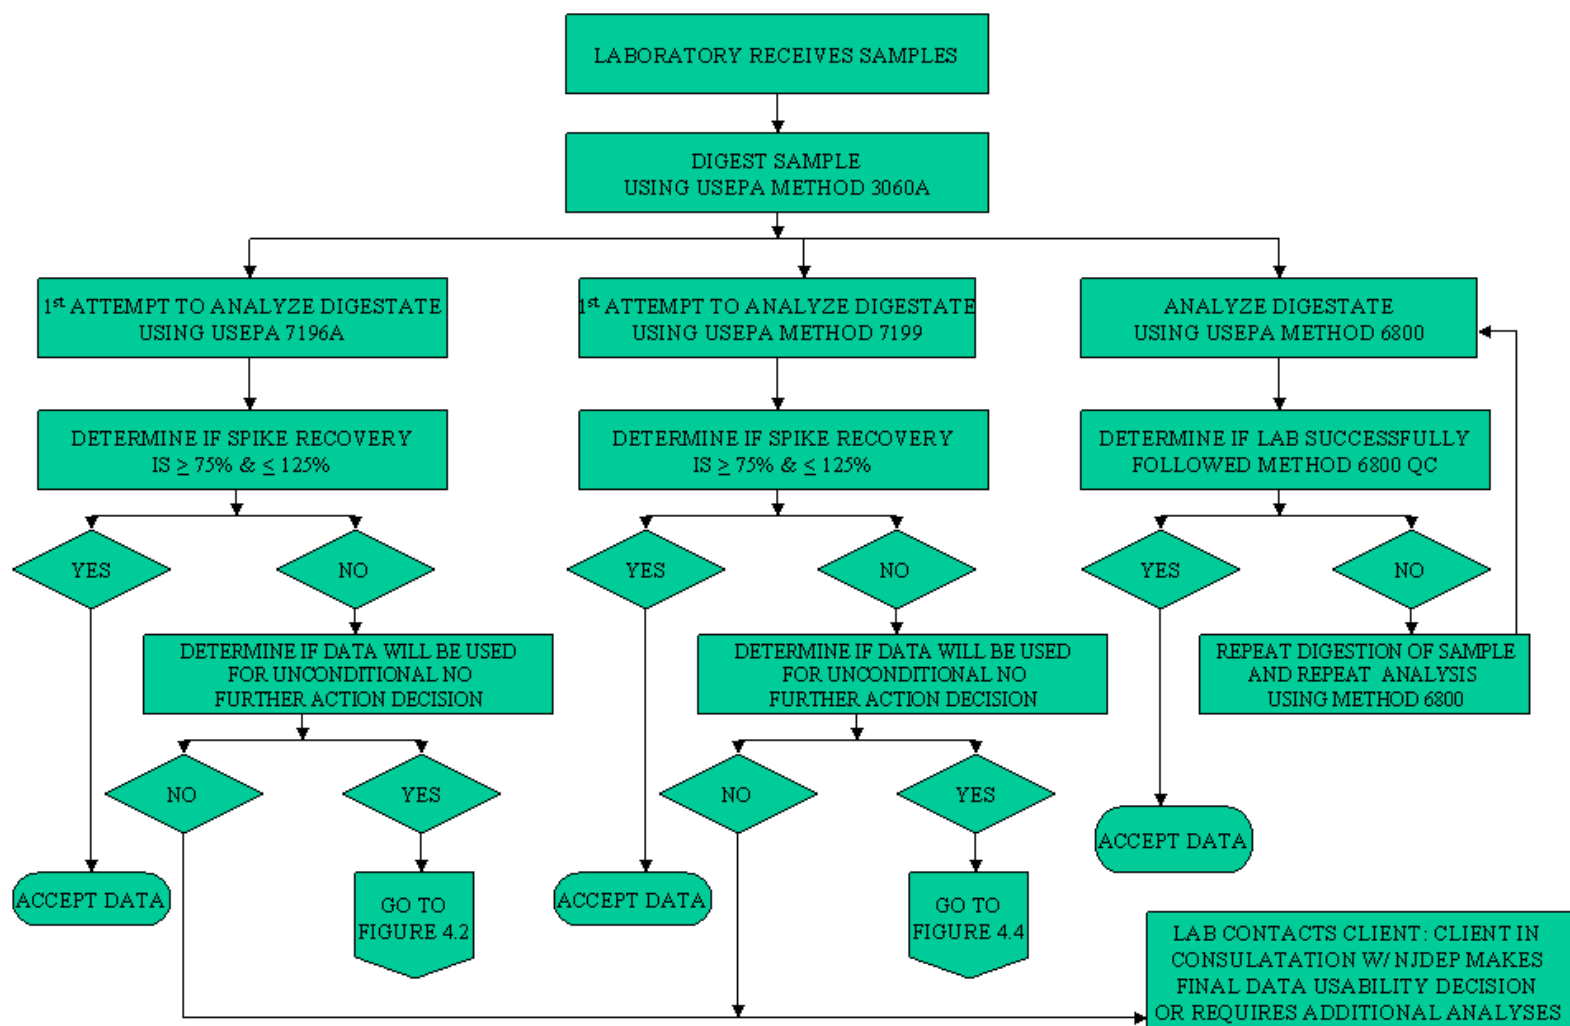 LABORATORY RECEIVES SAMPLES
DIGEST SAMPLE
USING USEPA METHOD 3060A
1st ATTEMPT TO ANALYZE DIGESTATE
USING USEPA 7196A
1st ATTEMPT TO ANALYZE DIGESTATE
USING USEPA METHOD 7199
ANALYZE DIGESTATE
USING USEPA METHOD 6800
DETERMINE IF SPIKE RECOVERY
IS ≥ 75% & ≤ 125%
DETERMINE IF SPIKE RECOVERY
IS ≥ 75% & ≤ 125%
DETERMINE IF LAB SUCCESSFULLY
FOLLOWED METHOD 6800 QC
YES
NO
YES
NO
YES
NO
DETERMINE IF DATA WILL BE USED
FOR UNCONDITIONAL NO
FURTHER ACTION DECISION
DETERMINE IF DATA WILL BE USED
FOR UNCONDITIONAL NO
FURTHER ACTION DECISION
REPEAT DIGESTION OF SAMPLE
AND REPEAT ANALYSIS
USING METHOD 6800
NO
YES
NO
YES
ACCEPT DATA
ACCEPT DATA
GO TO
FIGURE 4.2
ACCEPT DATA
GO TO
FIGURE 4.4
LAB CONTACTS CLIENT: CLIENT IN
CONSULATATION W/ NJDEP MAKES
FINAL DATA USABILITY DECISION
OR REQUIRES ADDITIONAL ANALYSES